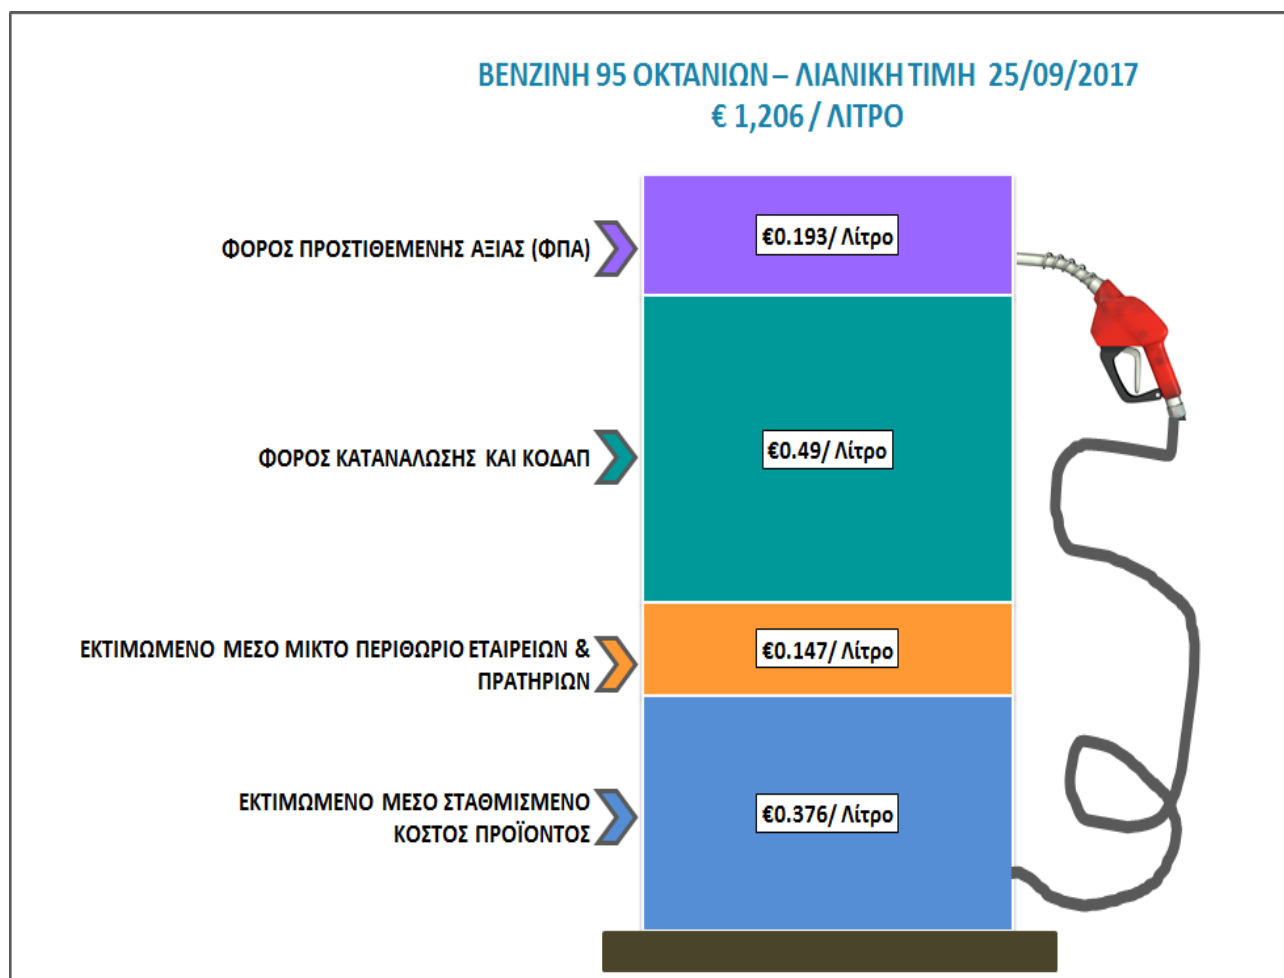 ΒΕΝΖΙΝΗ 95 ΟΚΤΑΝΙΩΝ – ΛΙΑΝΙΚΗ ΤΙΜΗ 25/09/2017
€ 1,206 / ΛΙΤΡΟ
ΦΟΡΟΣ ΠΡΟΣΤΙΘΕΜΕΝΗΣ ΑΞΙΑΣ (ΦΠΑ)
€0.193/ Λίτρο
ΦΟΡΟΣ ΚΑΤΑΝΑΛΩΣΗΣ ΚΑΙ ΚΟΔΑΠ
€0.49/ Λίτρο
ΕΚΤΙΜΩΜΕΝΟ ΜΕΣΟ ΜΙΚΤΟ ΠΕΡΙΘΩΡΙΟ ΕΤΑΙΡΕΙΩΝ &
ΠΡΑΤΗΡΙΩΝ
€0.147/ Λίτρο
ΕΚΤΙΜΩΜΕΝΟ ΜΕΣΟ ΣΤΑΘΜΙΣΜΕΝΟ
ΚΟΣΤΟΣ ΠΡΟΪΟΝΤΟΣ
€0.376/ Λίτρο